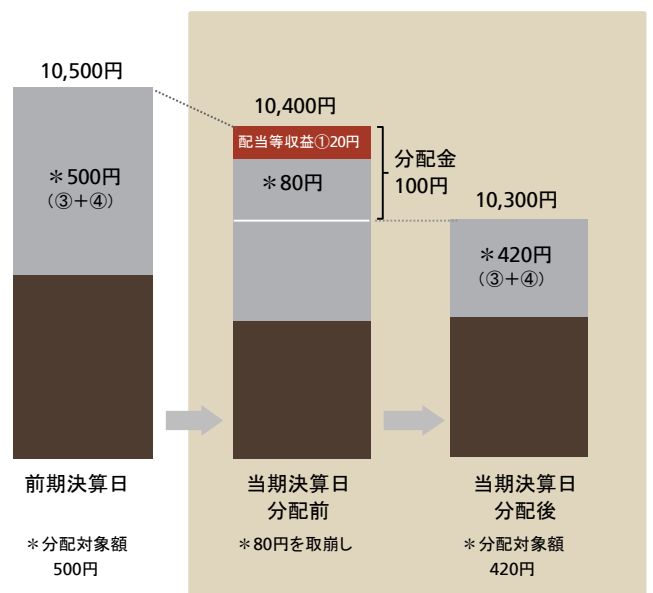 10,500円
＊500円
（③＋④）
前期決算日
＊分配対象額
500円
10,400円
配当等収益①20円
＊80円
分配金
100円
当期決算日
分配前
＊80円を取崩し
10,300円
＊420円
（③＋④）
当期決算日
分配後
＊分配対象額
420円